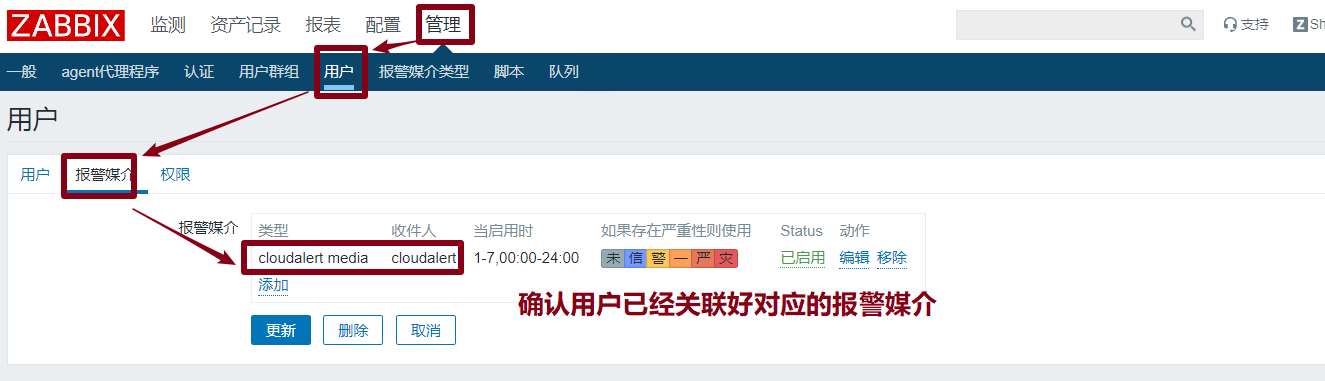 ZABBIX 监测 资产记录 报表 配置 管理 支持 Z Sh
一般 agent代理程序 认证 用户群组 用户 报警媒介类型 脚本 队列
用户
用户 报警媒介 权限
报警媒介 类型 收件人 当启用时 如果存在严重性则使用 Status 动作
cloudalert media cloudalert 1-7,00:00-24:00 未 信 警 一 严 灾 已启用 编辑 移除
添加
确认用户已经关联好对应的报警媒介
更新 删除 取消